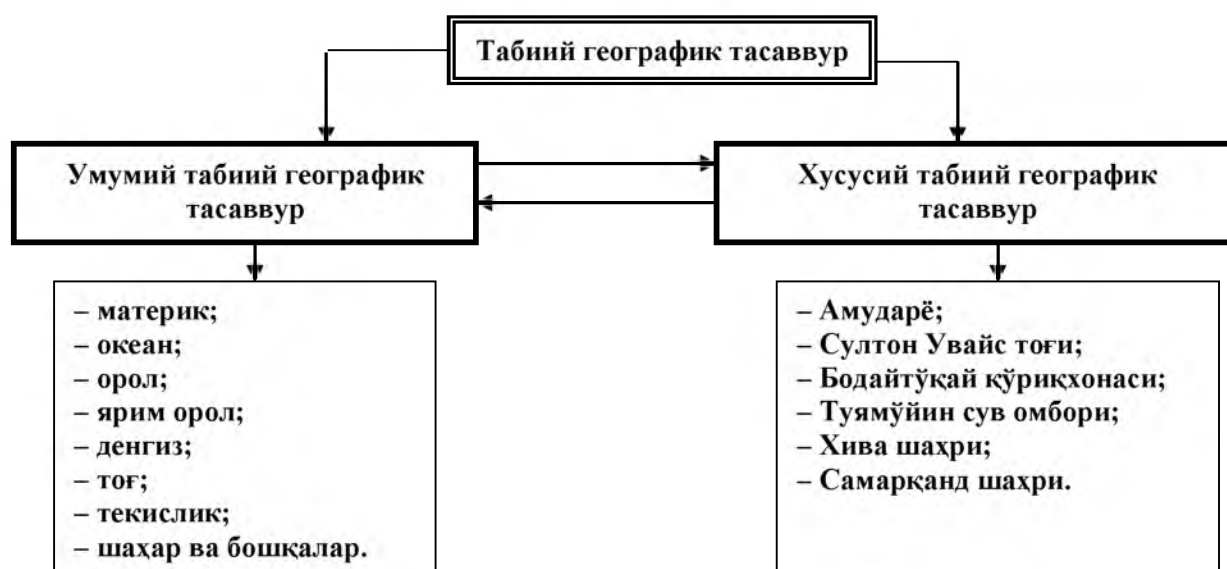 Табиий географик тасаввур
Умумий табиий географик
тасаввур
Хусусий табиий географик
тасаввур
– материк;
– океан;
– орол;
– ярим орол;
– денгиз;
– тоғ;
– текислик;
– шаҳар ва бошқалар.
– Амударё;
– Султон Увайс тоғи;
– Бодайтўқай қўриқхонаси;
– Туямўйин сув омбори;
– Хива шаҳри;
– Самарқанд шаҳри.